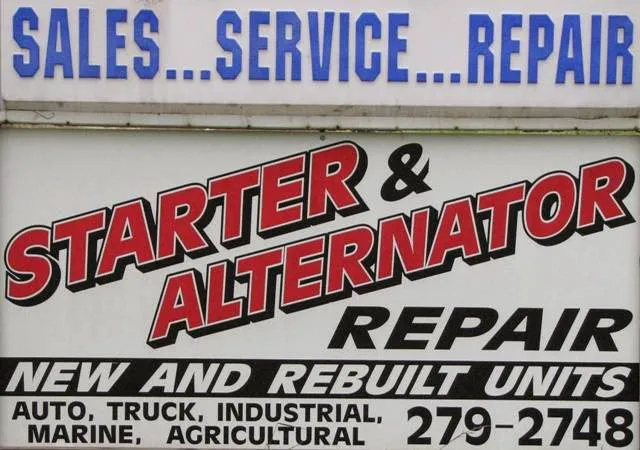 SALES...SERVICE...REPAIR
STARTER &
ALTERNATOR
REPAIR
NEW AND REBUILT UNITS
AUTO, TRUCK, INDUSTRIAL,
MARINE, AGRICULTURAL
279-2748